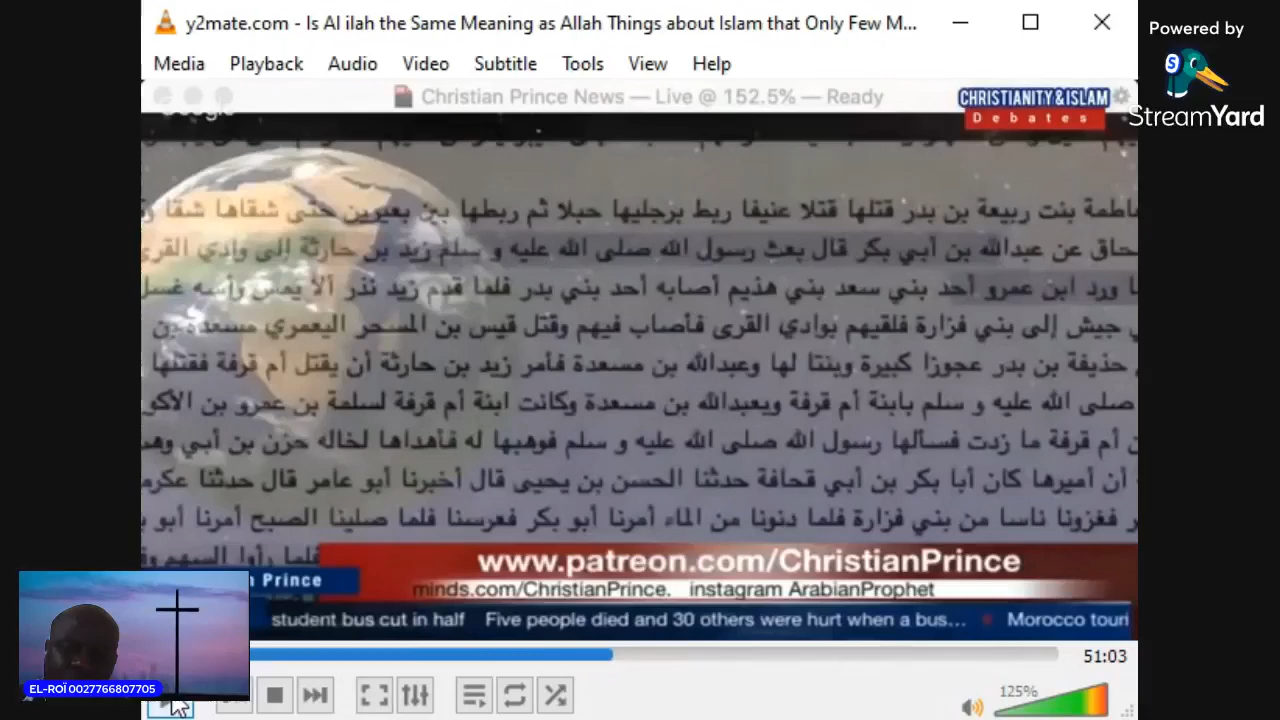 y2mate.com - Is Al ilah the Same Meaning as Allah Things about Islam that Only Few M...
Powered by
StreamYard
Media Playback Audio Video Subtitle Tools View Help
Christian Prince News — Live @ 152.5% — Ready
CHRISTIANITY & ISLAM
Debates
فاطمة بنت ربيعة بن بدر قتلها قتلا عنيفا ربط برجليها حبلا ثم ربطها بين بعيرين حتى شقاها شقا
عن عبدالله بن أبي بكر قال بعث رسول الله صلى الله عليه و سلم زيد بن حارثة إلى وادي القرى
ورد ابن عمرو أحد بني سعد بني هذيم أصابه أحد بني بدر فلما قدم زيد نذر ألا يمس رأسه غسل
جيش إلى بني فزارة فلقيهم بوادي القرى فأصاب فيهم وقتل قيس بن المسحر اليعمري مسعدة بن
حذيفة بن بدر عجوزا كبيرة وبنتا لها وعبدالله بن مسعدة فأمر زيد بن حارثة أن يقتل أم قرفة فقتلها
صلى الله عليه و سلم بابنة أم قرفة وبعبدالله بن مسعدة وكانت ابنة أم قرفة لسلمة بن عمرو بن الأكو
أم قرفة ما زدت فسألها رسول الله صلى الله عليه و سلم فوهبها له فأهداها لخاله حزن بن أبي وهب
أن أميرها كان أبا بكر بن أبي قحافة حدثنا الحسن بن يحيى قال أخبرنا أبو عامر قال حدثنا عكرم
فغزونا ناسا من بني فزارة فلما دنونا من الماء أمرنا أبو بكر فعرسنا فلما صلينا الصبح أمرنا أبو
www.patreon.com/ChristianPrince
Prince
minds.com/ChristianPrince. instagram ArabianProphet
student bus cut in half Five people died and 30 others were hurt when a bus... Morocco touri
EL-ROÏ 0027766807705
51:03
125%